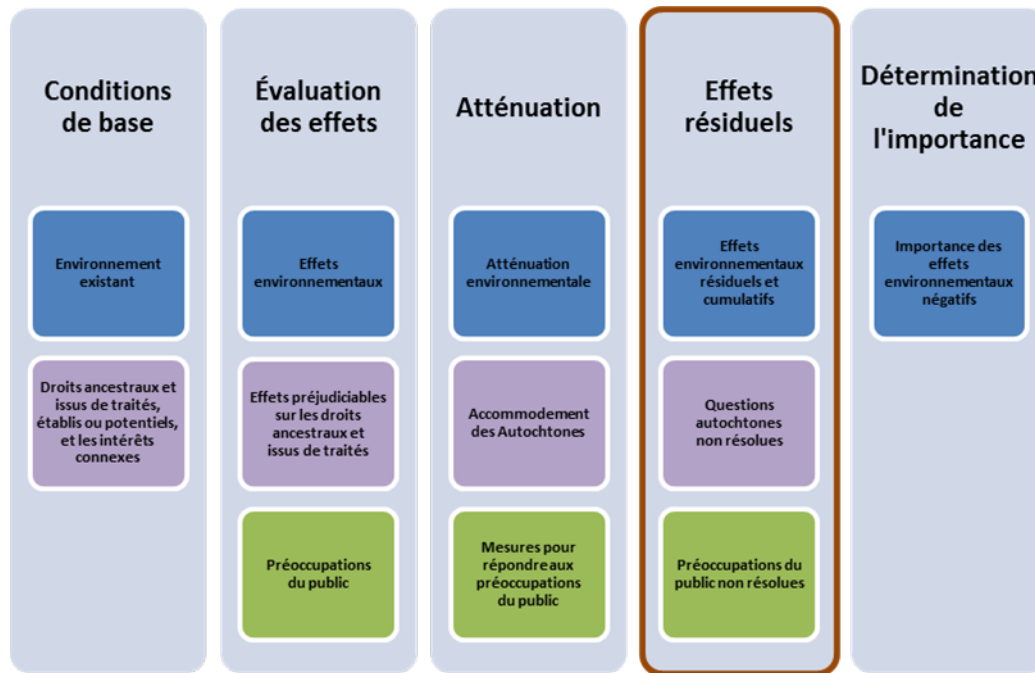 Conditions
de base
Environnement
existant
Droits ancestraux et
issus de traités,
établis ou potentiels,
et les intérêts
connexes
Évaluation
des effets
Effets
environnementaux
Effets préjudiciables
sur les droits
ancestraux et
issus de traités
Préoccupations
du public
Atténuation
Atténuation
environnementale
Accommodement
des Autochtones
Mesures pour
répondre aux
préoccupations
du public
Effets
résiduels
Effets
environnementaux
résiduels et
cumulatifs
Questions
autochtones
non résolues
Préoccupations du
public non résolues
Détermination
de
l'importance
Importance des
effets
environnementaux
négatifs